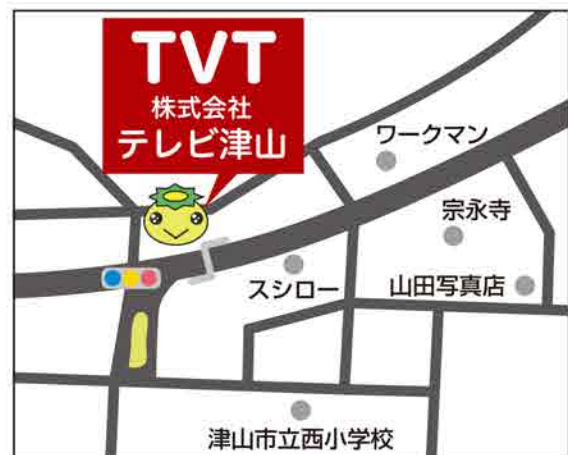 TVT
株式会社
テレビ津山
ワークマン
宗永寺
スシロー
山田写真店
津山市立西小学校